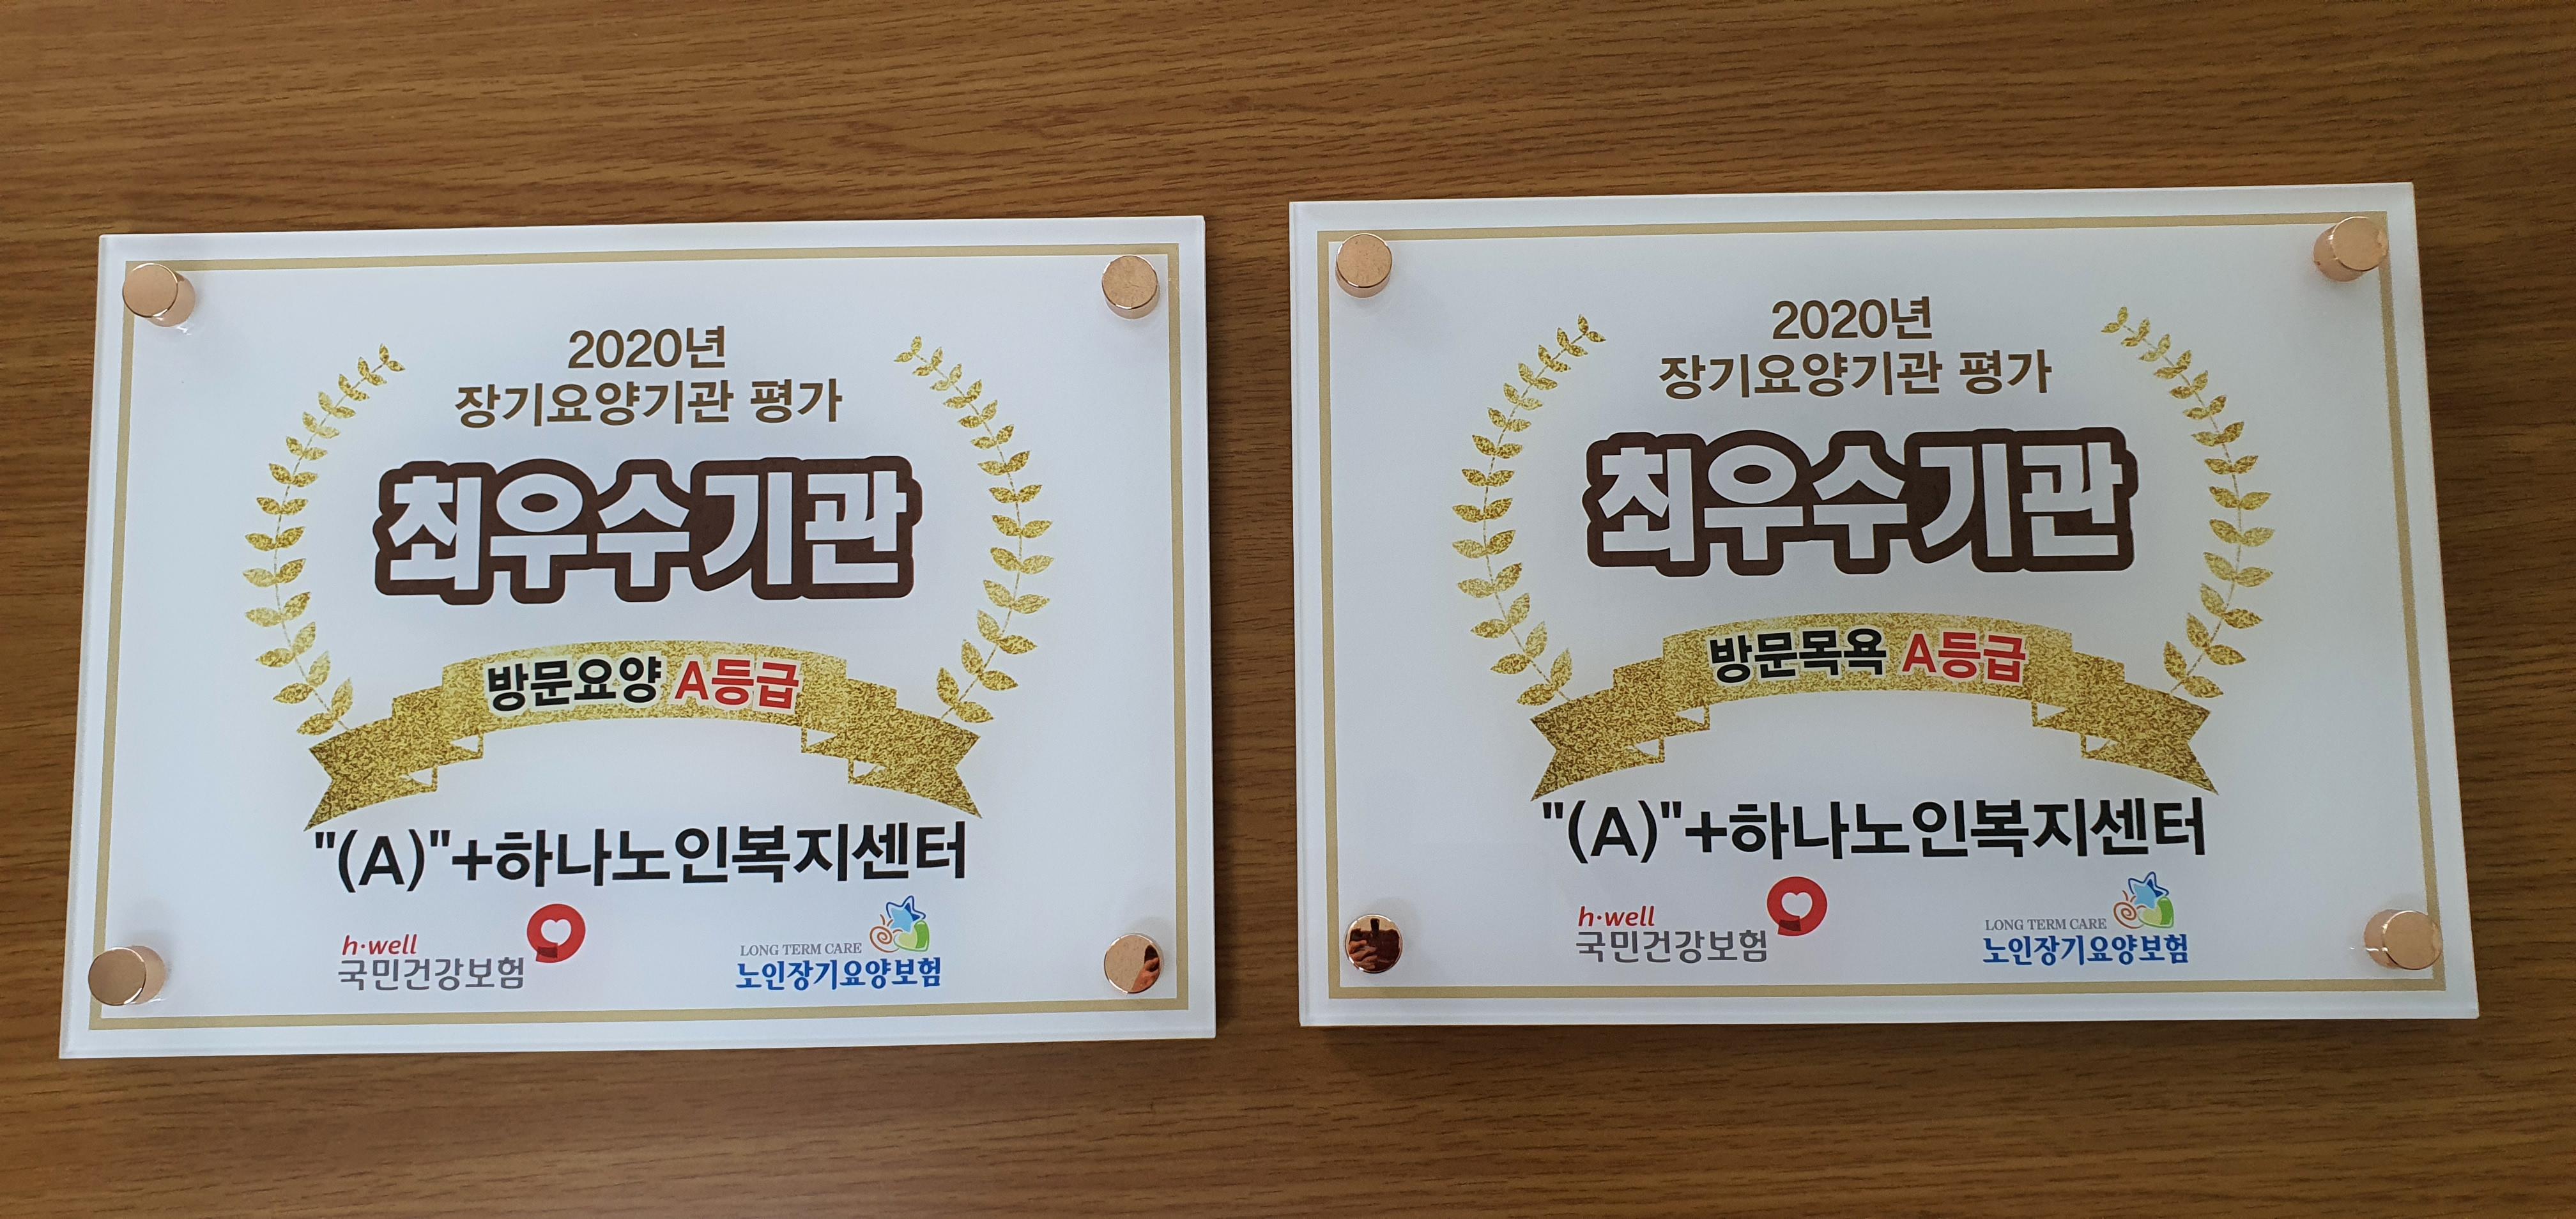 2020년
장기요양기관 평가
최우수기관
방문요양 A등급
"(A)"+하나노인복지센터
h·well
국민건강보험
LONG TERM CARE
노인장기요양보험
2020년
장기요양기관 평가
최우수기관
방문목욕 A등급
"(A)"+하나노인복지센터
h·well
국민건강보험
LONG TERM CARE
노인장기요양보험